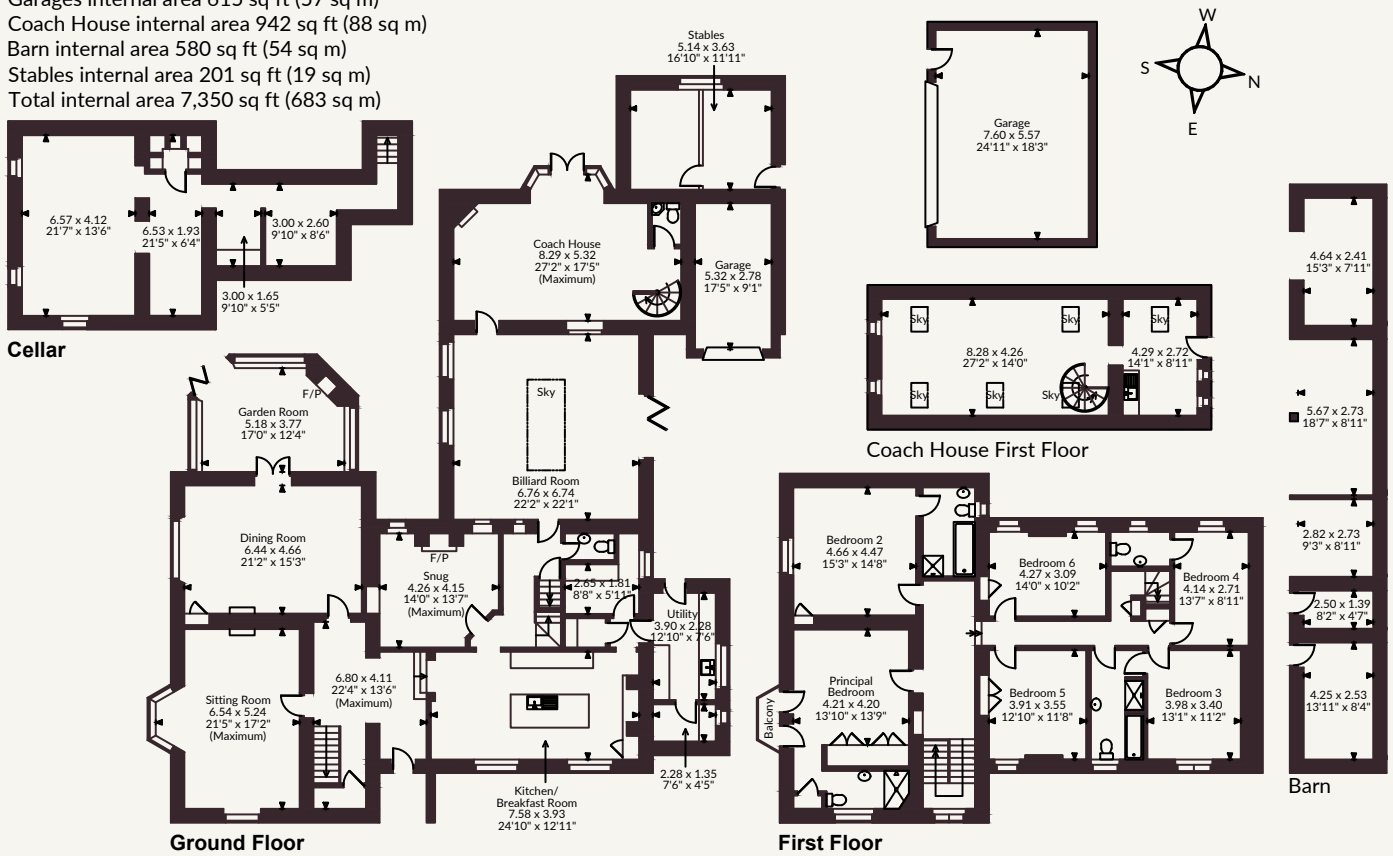 Garages internal area 615 sq ft (57 sq m)
Coach House internal area 942 sq ft (88 sq m)
Barn internal area 580 sq ft (54 sq m)
Stables internal area 201 sq ft (19 sq m)
Total internal area 7,350 sq ft (683 sq m)
6.57 x 4.12
21'7" x 13'6"
6.53 x 1.93
21'5" x 6'4"
3.00 x 2.60
9'10" x 8'6"
3.00 x 1.65
9'10" x 5'5"
Cellar
Stables
5.14 x 3.63
16'10" x 11'11"
Coach House
8.29 x 5.32
27'2" x 17'5"
(Maximum)
Garage
5.32 x 2.78
17'5" x 9'1"
Garage
7.60 x 5.57
24'11" x 18'3"
W
S
N
E
Sky
Sky
Sky
8.28 x 4.26
27'2" x 14'0"
4.29 x 2.72
14'1" x 8'11"
Sky
Sky
Sky
Coach House First Floor
F/P
Garden Room
5.18 x 3.77
17'0" x 12'4"
Sky
Billiard Room
6.76 x 6.74
22'2" x 22'1"
Dining Room
6.44 x 4.66
21'2" x 15'3"
F/P
Snug
4.26 x 4.15
14'0" x 13'7"
(Maximum)
2.65 x 1.81
8'8" x 5'11"
Utility
3.90 x 2.28
12'10" x 7'6"
Sitting Room
6.54 x 5.24
21'5" x 17'2"
(Maximum)
6.80 x 4.11
22'4" x 13'6"
(Maximum)
Kitchen/
Breakfast Room
7.58 x 3.93
24'10" x 12'11"
2.28 x 1.35
7'6" x 4'5"
Ground Floor
Bedroom 2
4.66 x 4.47
15'3" x 14'8"
Bedroom 6
4.27 x 3.09
14'0" x 10'2"
Bedroom 4
4.14 x 2.71
13'7" x 8'11"
Principal
Bedroom
4.21 x 4.20
13'10" x 13'9"
Balcony
Bedroom 5
3.91 x 3.55
12'10" x 11'8"
Bedroom 3
3.98 x 3.40
13'1" x 11'2"
First Floor
4.64 x 2.41
15'3" x 7'11"
5.67 x 2.73
18'7" x 8'11"
2.82 x 2.73
9'3" x 8'11"
2.50 x 1.39
8'2" x 4'7"
4.25 x 2.53
13'11" x 8'4"
Barn